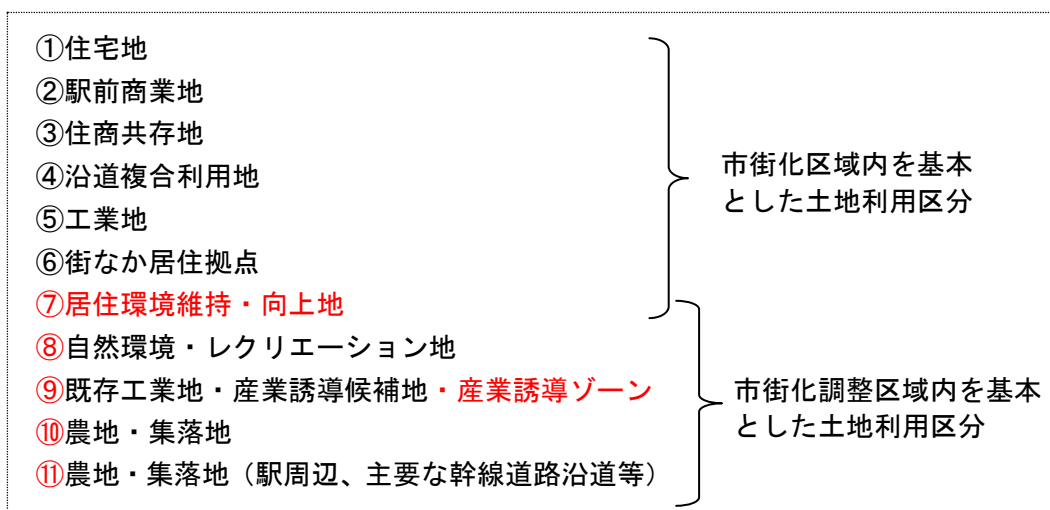 ①住宅地
②駅前商業地
③住商共存地
④沿道複合利用地
⑤工業地
⑥街なか居住拠点
⑦居住環境維持・向上地
市街化区域内を基本
とした土地利用区分
⑧自然環境・レクリエーション地
⑨既存工業地・産業誘導候補地・産業誘導ゾーン
⑩農地・集落地
⑪農地・集落地（駅周辺、主要な幹線道路沿道等）
市街化調整区域内を基本
とした土地利用区分